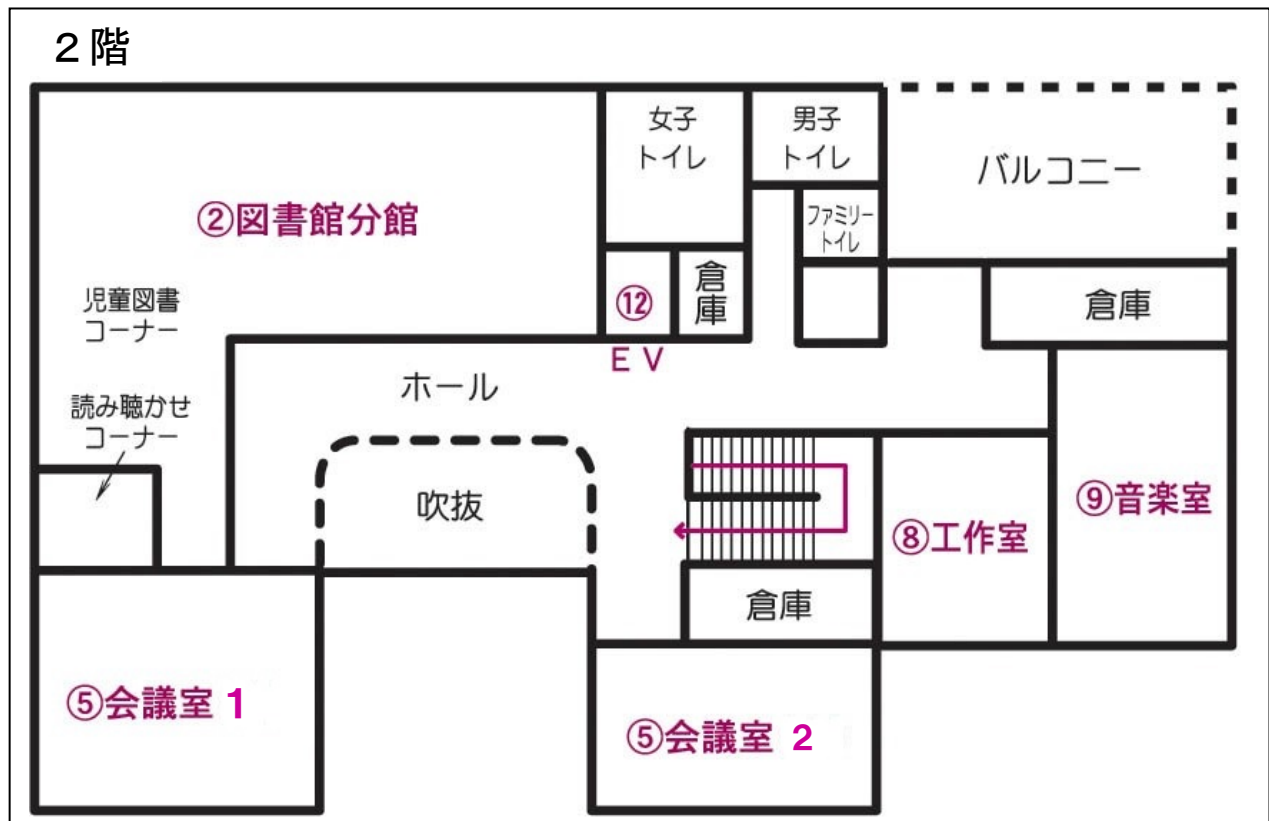 ２階
女子
トイレ
男子
トイレ
バルコニー
②図書館分館
ファミリー
トイレ
⑫
倉庫
倉庫
児童図書
コーナー
ＥＶ
ホール
読み聴かせ
コーナー
吹抜
⑨音楽室
⑧工作室
倉庫
⑤会議室 1
⑤会議室 2